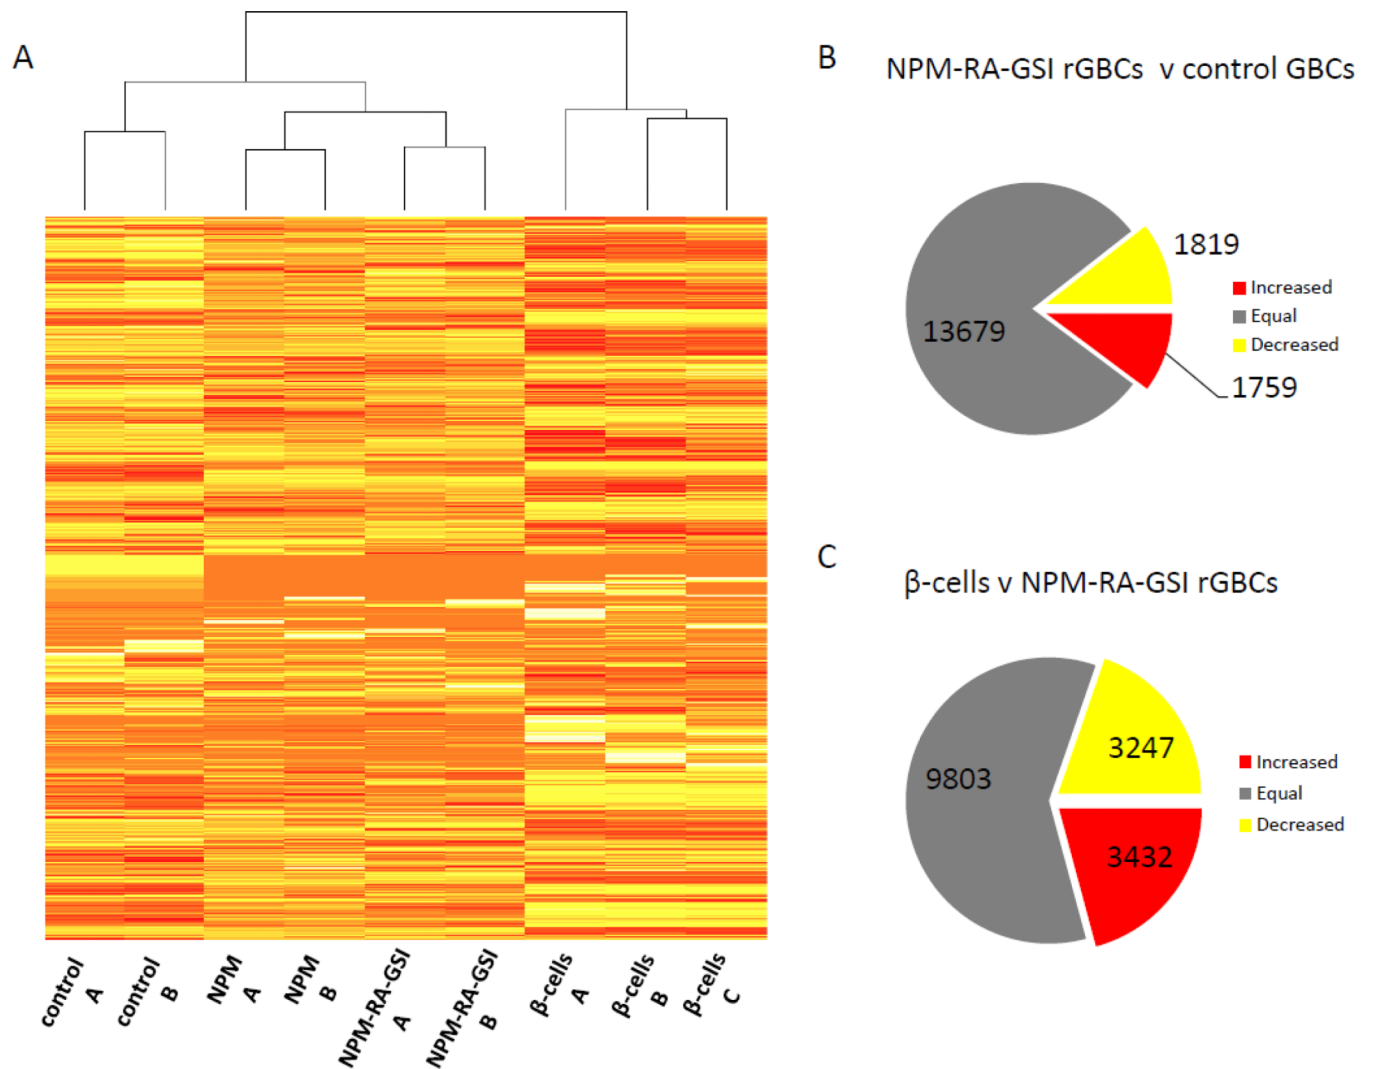 A
control A
control B
NPM A
NPM B
NPM-RA-GSI A
NPM-RA-GSI B
β-cells A
β-cells B
β-cells C
B
NPM-RA-GSI rGBCs v control GBCs
1819
13679
1759
Increased
Equal
Decreased
C
β-cells v NPM-RA-GSI rGBCs
9803
3247
3432
Increased
Equal
Decreased